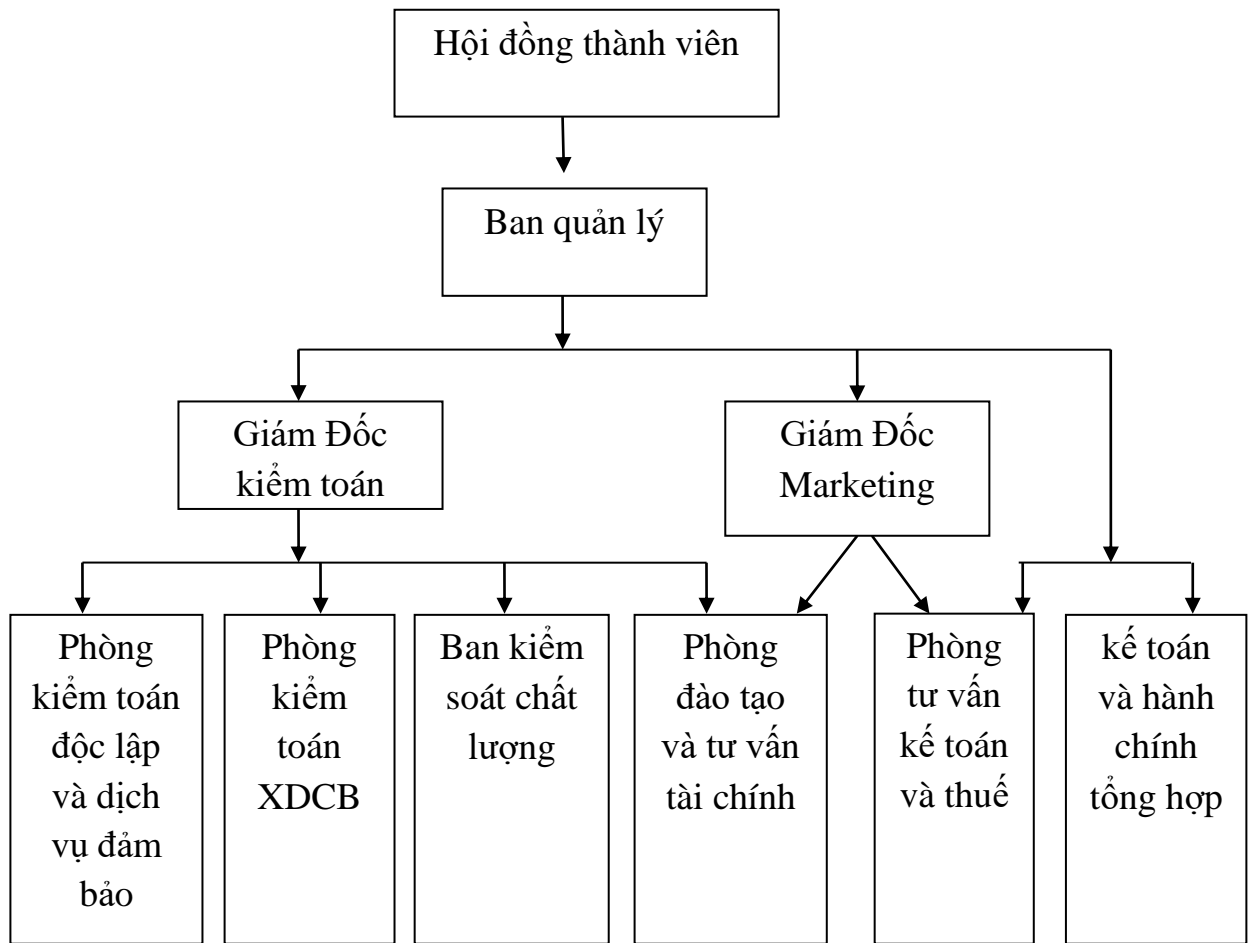 Hội đồng thành viên
Ban quản lý
Giám Đốc
kiểm toán
Giám Đốc
Marketing
Phòng
kiểm toán
độc lập
và dịch
vụ đảm
bảo
Phòng
kiểm
toán
XDCB
Ban kiểm
soát chất
lượng
Phòng
đào tạo
và tư vấn
tài chính
Phòng
tư vấn
kế toán
và thuế
kế toán
và hành
chính
tổng hợp